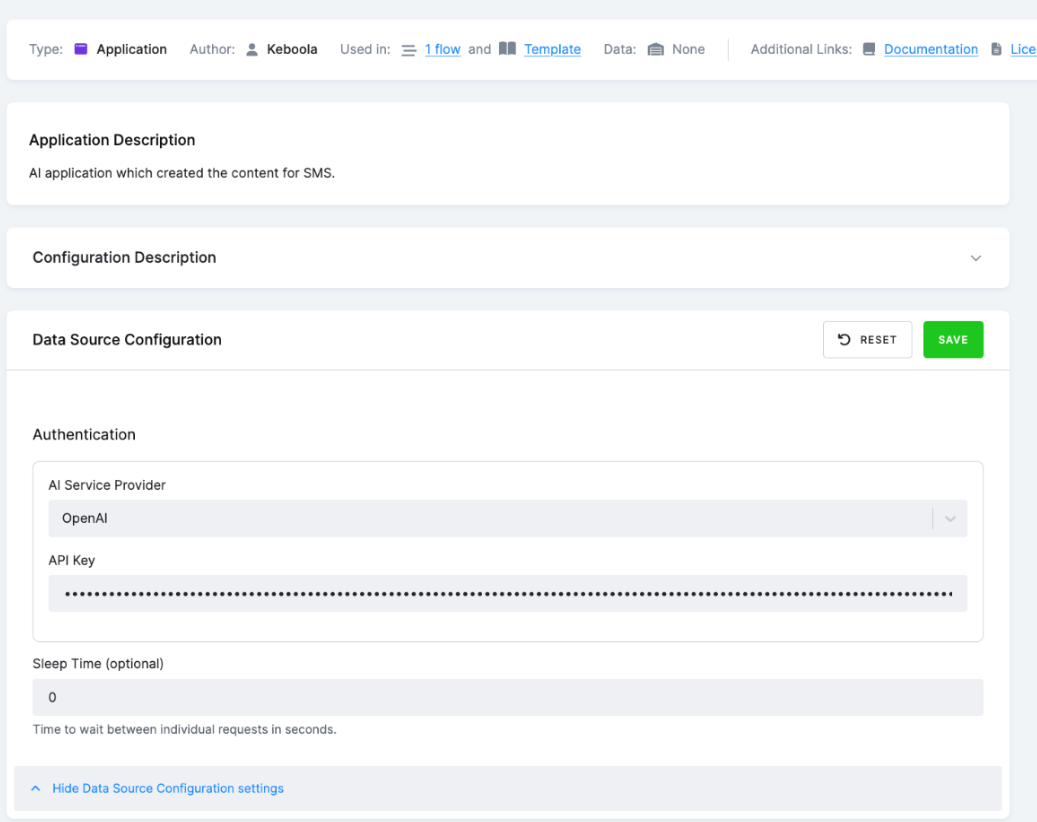 Type: Application Author: Keboola Used in: 1 flow and Template Data: None Additional Links: Documentation Lice
Application Description
AI application which created the content for SMS.
Configuration Description
Data Source Configuration RESET SAVE
Authentication
AI Service Provider
OpenAI
API Key
Sleep Time (optional)
0
Time to wait between individual requests in seconds.
Hide Data Source Configuration settings